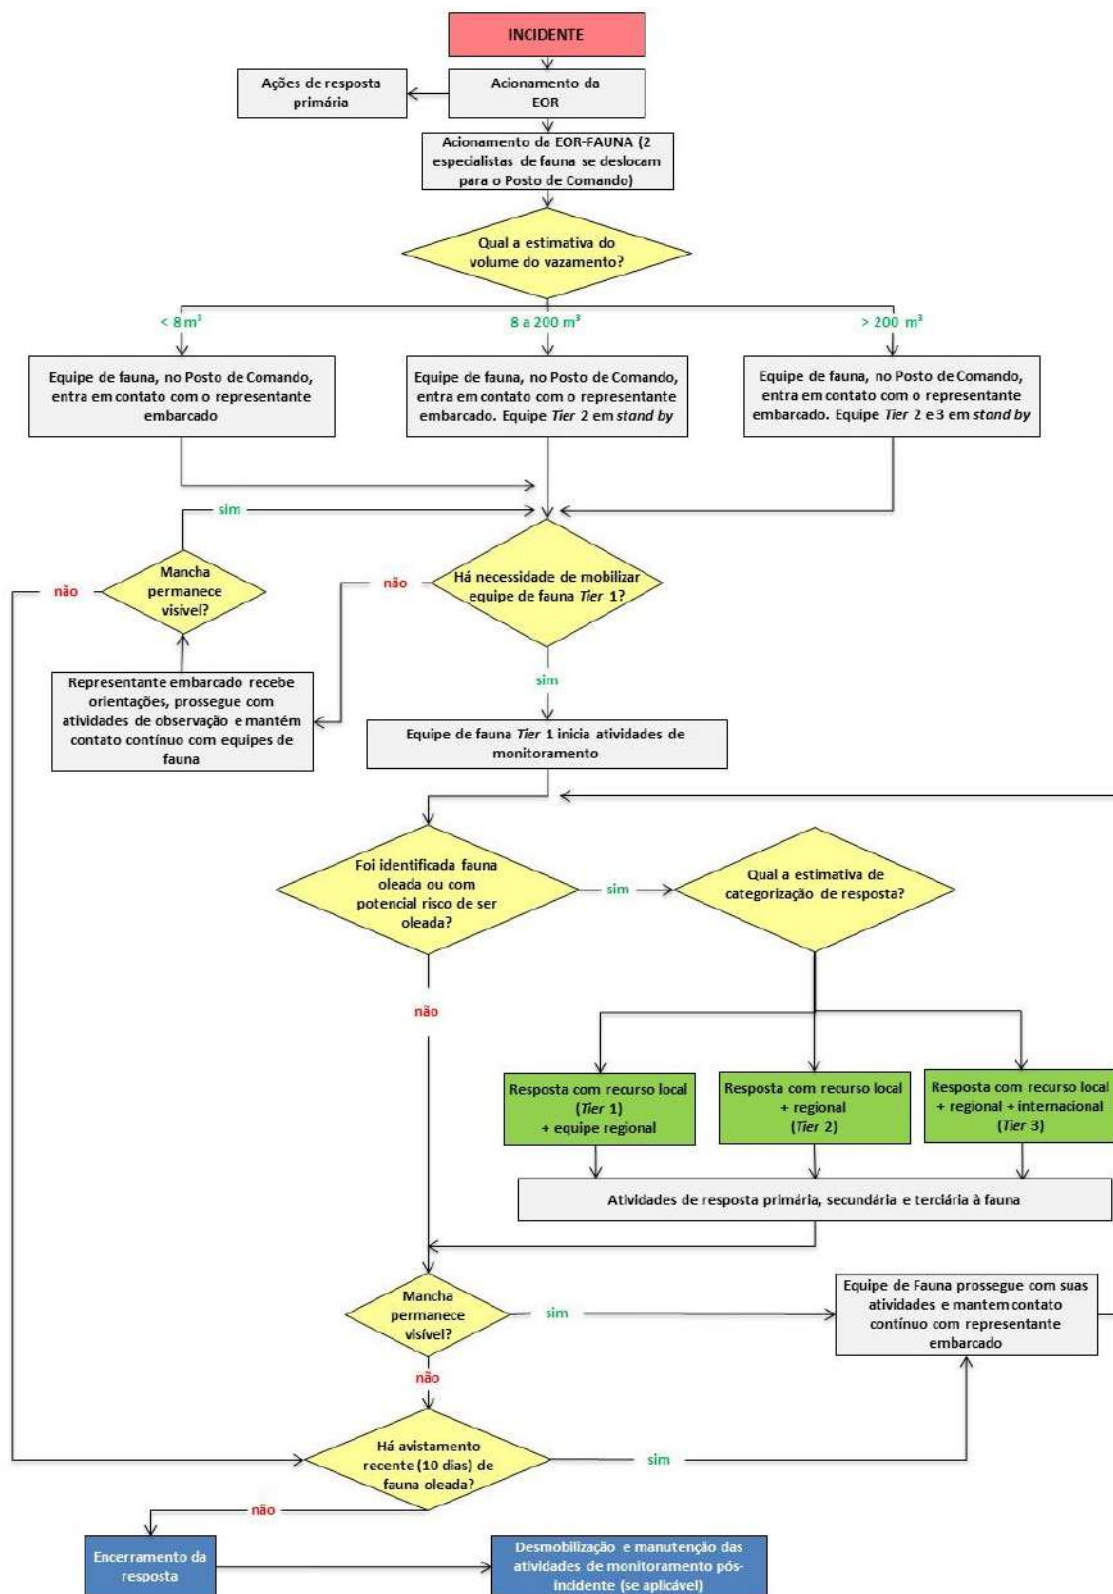 INCIDENTE
Ações de resposta
primária
Acionamento da
EOR
Acionamento da EOR-FAUNA (2
especialistas de fauna se deslocam
para o Posto de Comando)
Qual a estimativa do
volume do vazamento?
< 8 m³
8 a 200 m³
> 200 m³
Equipe de fauna, no Posto de Comando,
entra em contato com o representante
embarcado
Equipe de fauna, no Posto de Comando,
entra em contato com o representante
embarcado. Equipe Tier 2 em stand by
Equipe de fauna, no Posto de Comando,
entra em contato com o representante
embarcado. Equipe Tier 2 e 3 em stand by
sim
Mancha
permanece
visível?
não
não
Há necessidade de mobilizar
equipe de fauna Tier 1?
sim
Representante embarcado recebe
orientações, prossegue com
atividades de observação e mantém
contato contínuo com equipes de
fauna
Equipe de fauna Tier 1 inicia atividades de
monitoramento
Foi identificada fauna
oleada ou com
potencial risco de ser
oleada?
sim
Qual a estimativa de
categorização de resposta?
não
Resposta com recurso local
(Tier 1)
+ equipe regional
Resposta com recurso local
+ regional
(Tier 2)
Resposta com recurso local
+ regional + internacional
(Tier 3)
Atividades de resposta primária, secundária e terciária à fauna
Mancha
permanece
visível?
sim
Equipe de Fauna prossegue com suas
atividades e mantem contato
contínuo com representante
embarcado
não
Há avistamento
recente (10 dias) de
fauna oleada?
sim
não
Encerramento da
resposta
Desmobilização e manutenção das
atividades de monitoramento pós-
incidente (se aplicável)